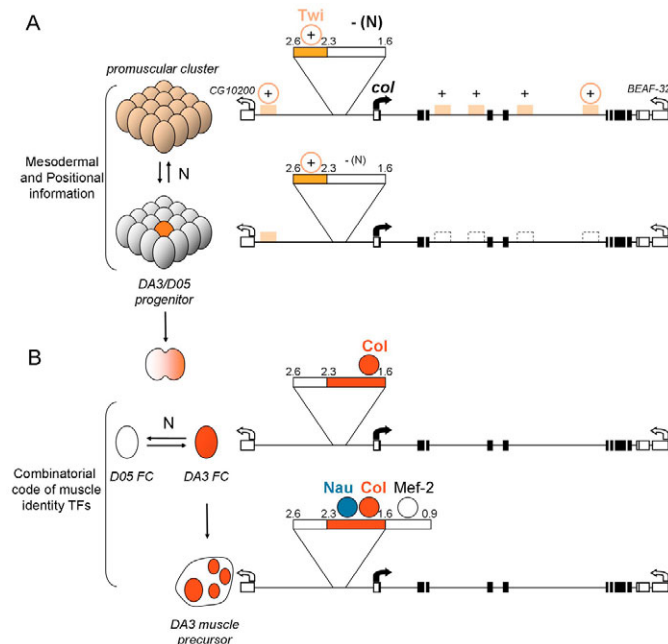 A
Twi
- (N)
2.6 + 2.3 1.6
promuscular cluster
CG10200
+
col
+ + + +
BEAF-32
Mesodermal
and Positional
information
N
+
- (N)
2.6 2.3 1.6
DA3/D05
progenitor
B
Col
2.6 2.3 1.6
N
D05 FC
DA3 FC
Combinatorial
code of muscle
identity TFs
Nau Col Mef-2
2.6 2.3 1.6 0.9
DA3 muscle
precursor